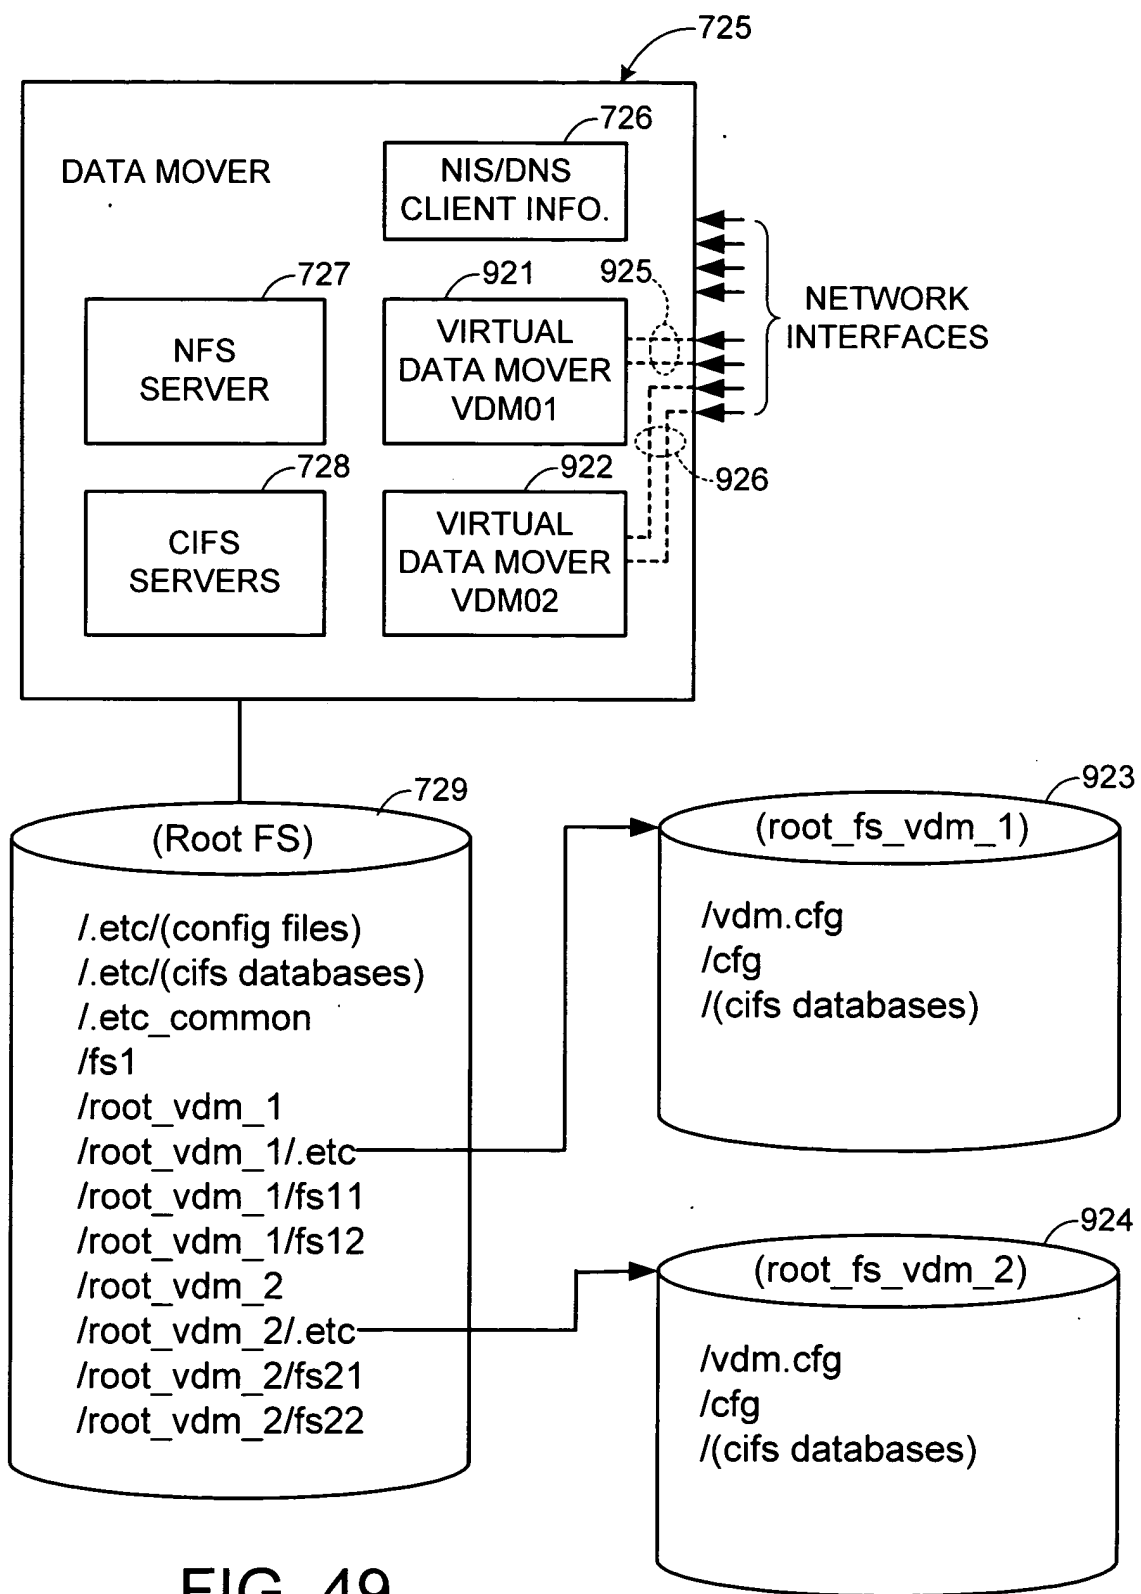 725
726
DATA MOVER
NIS/DNS
CLIENT INFO.
727
921
925
NFS
SERVER
VIRTUAL
DATA MOVER
VDM01
NETWORK
INTERFACES
728
922
926
CIFS
SERVERS
VIRTUAL
DATA MOVER
VDM02
729
(Root FS)
/.etc/(config files)
/.etc/(cifs databases)
/.etc_common
/fs1
/root_vdm_1
/root_vdm_1/.etc
/root_vdm_1/fs11
/root_vdm_1/fs12
/root_vdm_2
/root_vdm_2/.etc
/root_vdm_2/fs21
/root_vdm_2/fs22
923
(root_fs_vdm_1)
/vdm.cfg
/cfg
/(cifs databases)
924
(root_fs_vdm_2)
/vdm.cfg
/cfg
/(cifs databases)
FIG. 49